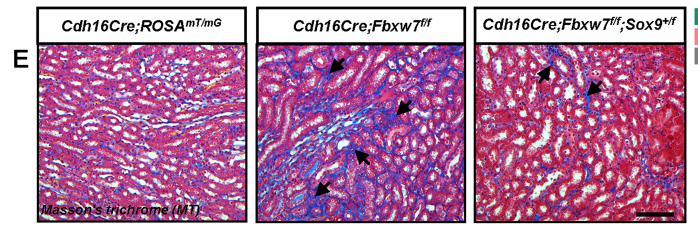 Cdh16Cre;ROSAmT/mG
Cdh16Cre;Fbxw7f/f
Cdh16Cre;Fbxw7f/f;Sox9+/f
E
Masson's trichrome (MT)